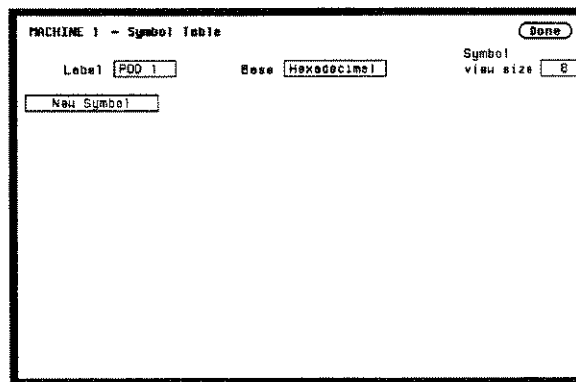 MACHINE 1 - Symbol Table
Done
Label POD 1
Base Hexadecimal
Symbol
view size 8
New Symbol